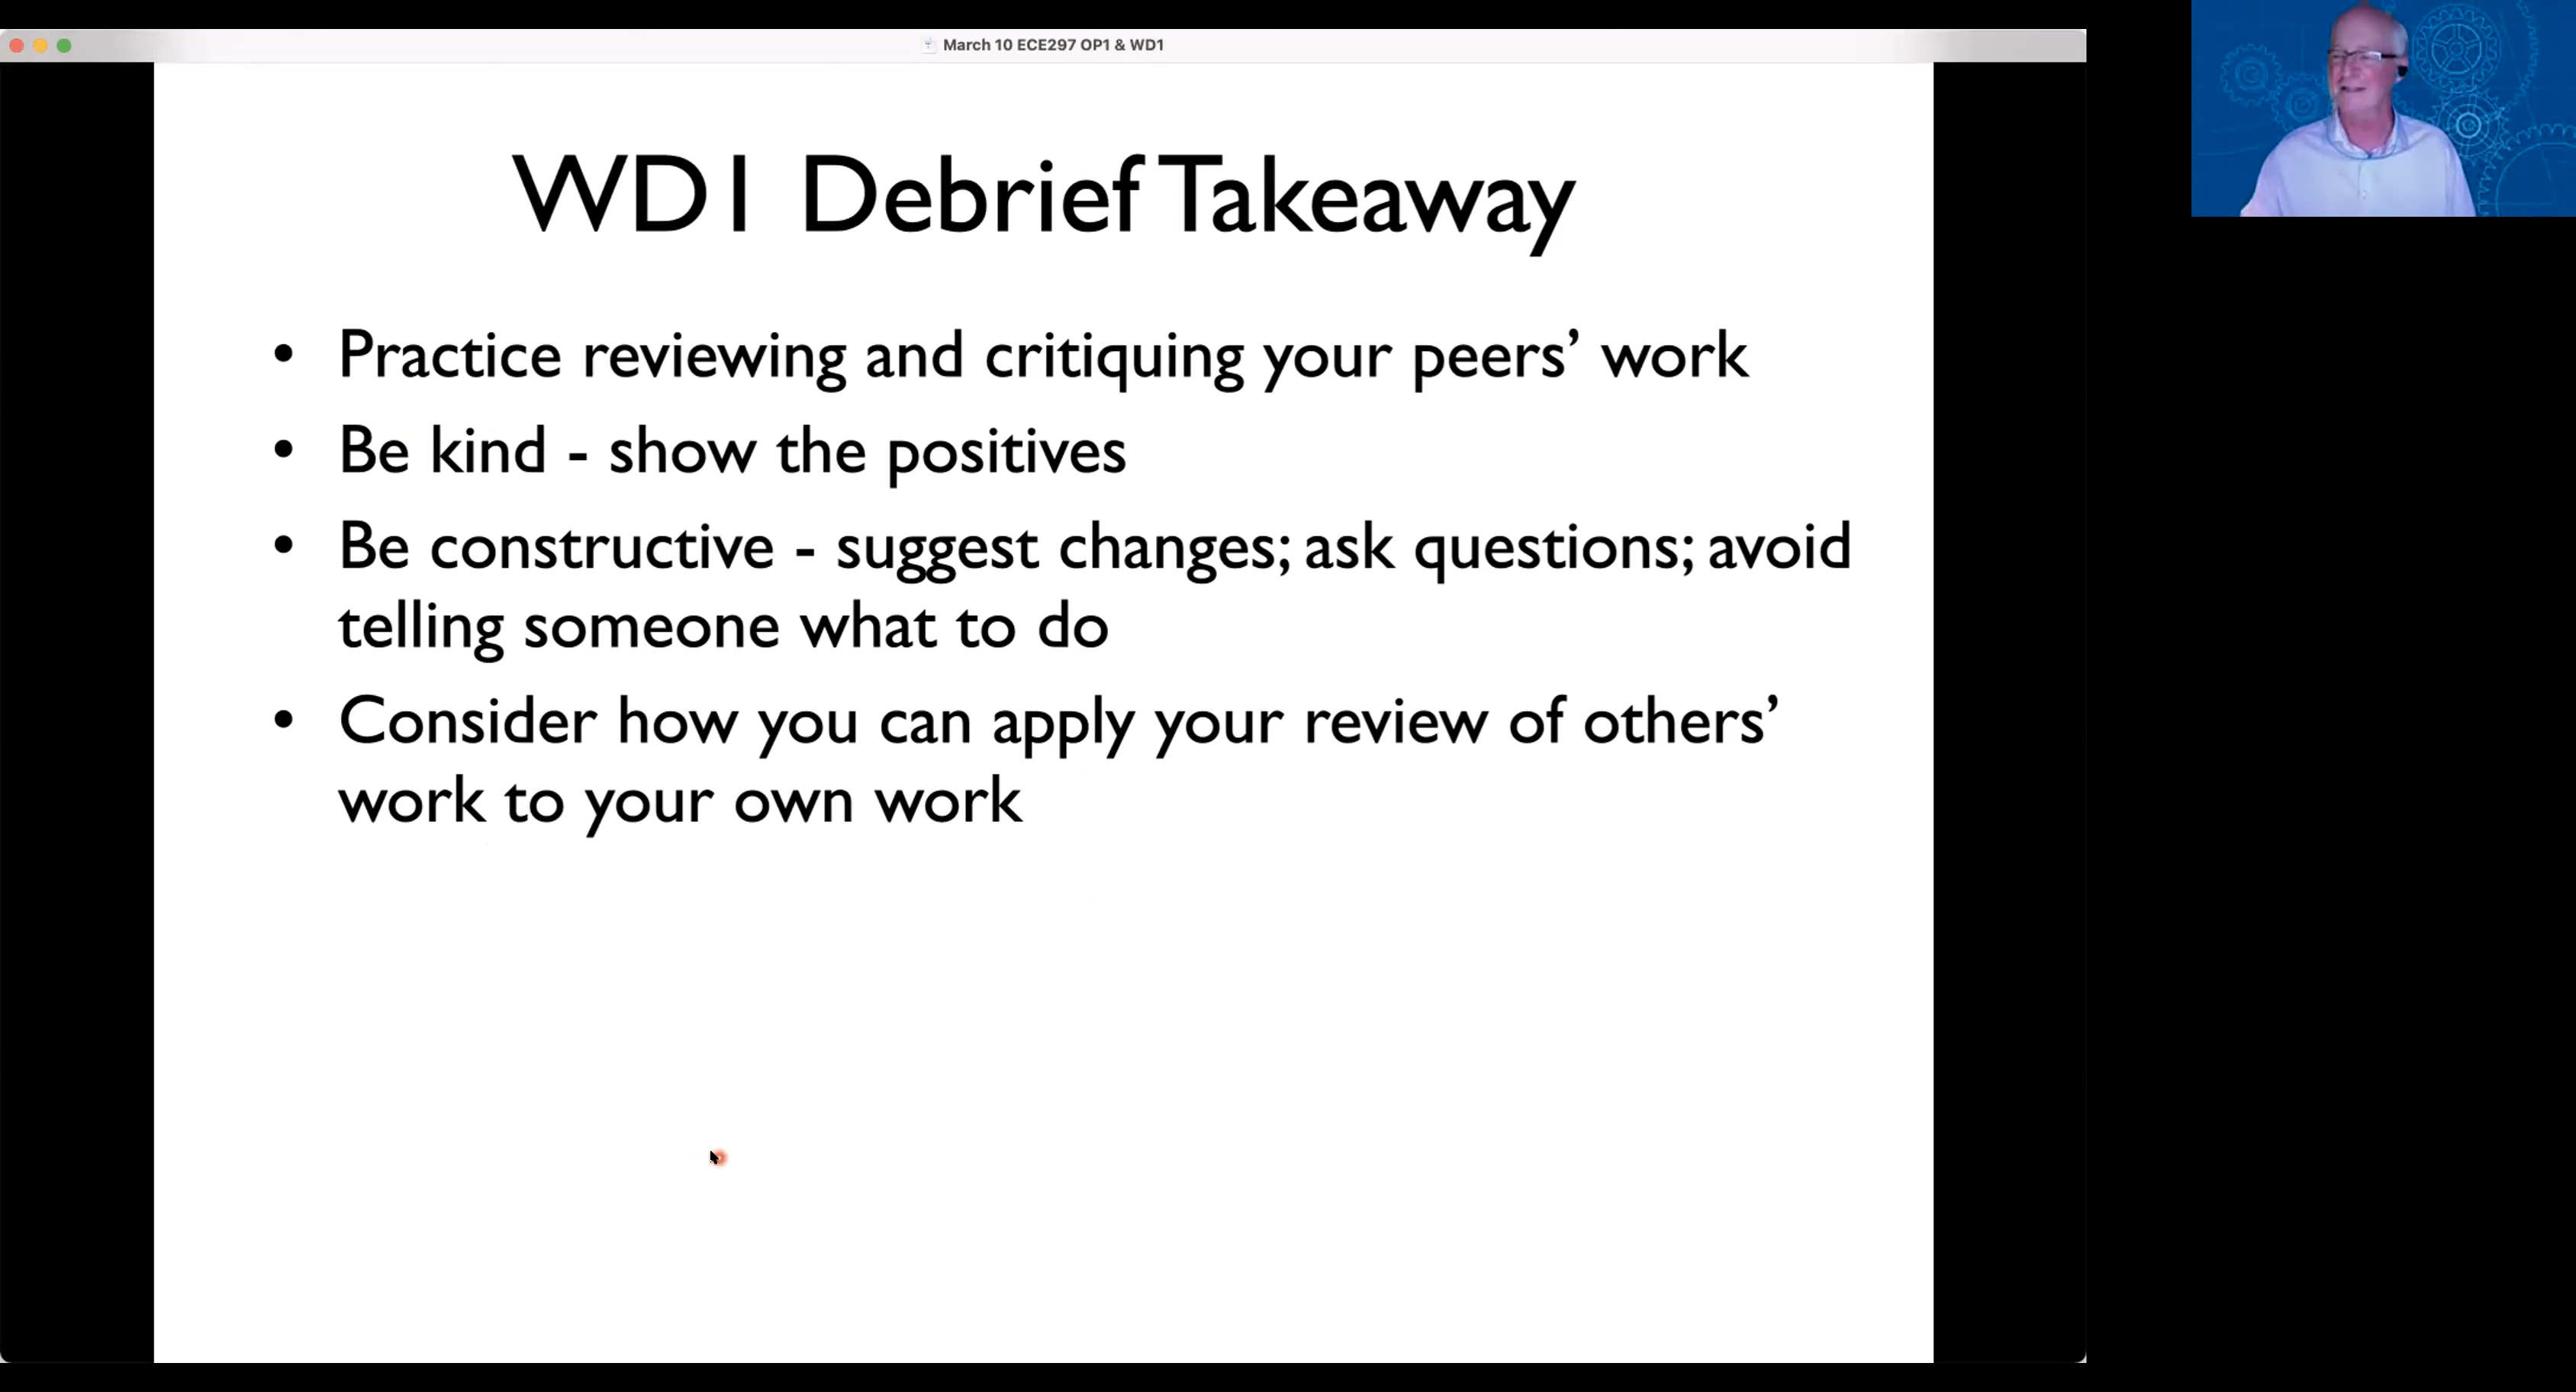 March 10 ECE297 OP1 & WD1
WD1 Debrief Takeaway
• Practice reviewing and critiquing your peers’ work
• Be kind - show the positives
• Be constructive - suggest changes; ask questions; avoid
telling someone what to do
• Consider how you can apply your review of others’
work to your own work